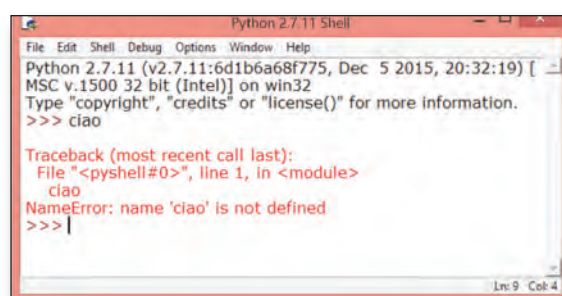 Python 2.7.11 Shell
File Edit Shell Debug Options Window Help
Python 2.7.11 (v2.7.11:6d1b6a68f775, Dec 5 2015, 20:32:19) [
MSC v.1500 32 bit (Intel)] on win32
Type "copyright", "credits" or "license()" for more information.
>>> ciao
Traceback (most recent call last):
File "<pyshell#0>", line 1, in <module>
ciao
NameError: name 'ciao' is not defined
>>>
Ln: 9 Col: 4